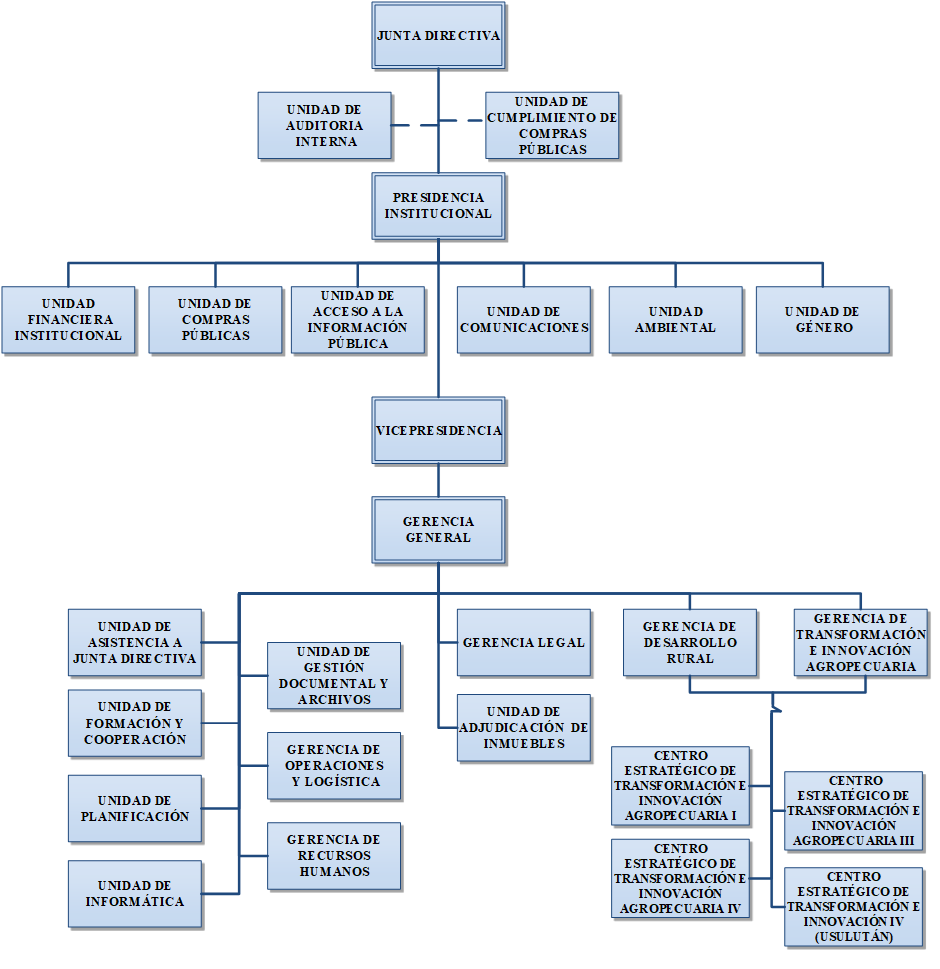 JUNTA DIRECTIVA
UNIDAD DE
AUDITORIA
INTERNA
UNIDAD DE
CUMPLIMIENTO DE
COMPRAS
PÚBLICAS
PRESIDENCIA
INSTITUCIONAL
UNIDAD
FINANCIERA
INSTITUCIONAL
UNIDAD DE
COMPRAS
PÚBLICAS
UNIDAD DE
ACCESO A LA
INFORMACIÓN
PÚBLICA
UNIDAD DE
COMUNICACIONES
UNIDAD
AMBIENTAL
UNIDAD DE
GÉNERO
VICEPRESIDENCIA
GERENCIA
GENERAL
UNIDAD DE
ASISTENCIA A
JUNTA DIRECTIVA
UNIDAD DE
GESTIÓN
DOCUMENTAL Y
ARCHIVOS
UNIDAD DE
FORMACIÓN Y
COOPERACIÓN
GERENCIA DE
OPERACIONES
Y LOGÍSTICA
UNIDAD DE
PLANIFICACIÓN
GERENCIA DE
RECURSOS
HUMANOS
UNIDAD DE
INFORMÁTICA
GERENCIA LEGAL
UNIDAD DE
ADJUDICACIÓN DE
INMUEBLES
GERENCIA DE
DESARROLLO
RURAL
GERENCIA DE
TRANSFORMACIÓN
E INNOVACIÓN
AGROPECUARIA
CENTRO
ESTRATÉGICO DE
TRANSFORMACIÓN E
INNOVACIÓN
AGROPECUARIA I
CENTRO
ESTRATÉGICO DE
TRANSFORMACIÓN E
INNOVACIÓN
AGROPECUARIA III
CENTRO
ESTRATÉGICO DE
TRANSFORMACIÓN E
INNOVACIÓN
AGROPECUARIA IV
CENTRO
ESTRATÉGICO DE
TRANSFORMACIÓN E
INNOVACIÓN IV
(USULUTÁN)